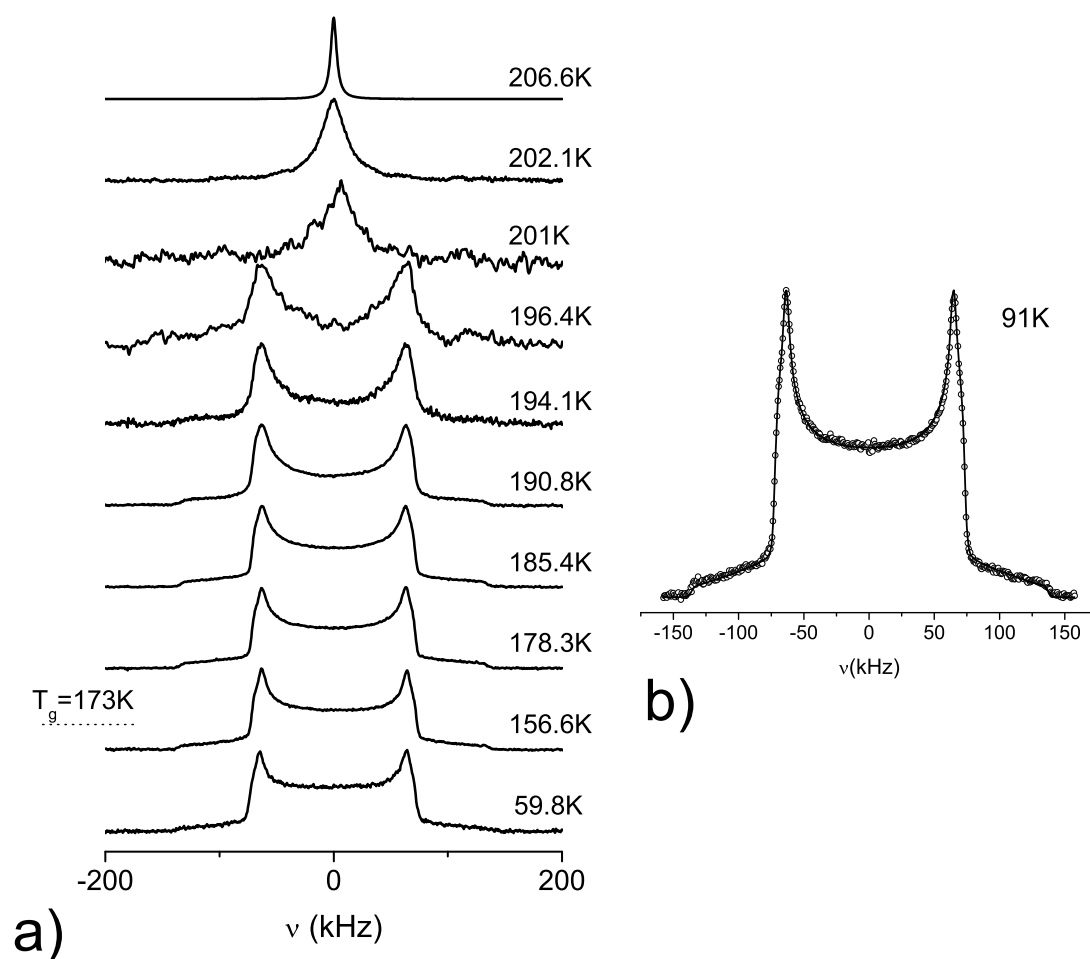 206.6K
202.1K
201K
196.4K
194.1K
190.8K
185.4K
178.3K
T_g=173K
156.6K
59.8K
-200 0 200
ν (kHz)
a)
91K
-150 -100 -50 0 50 100 150
ν(kHz)
b)